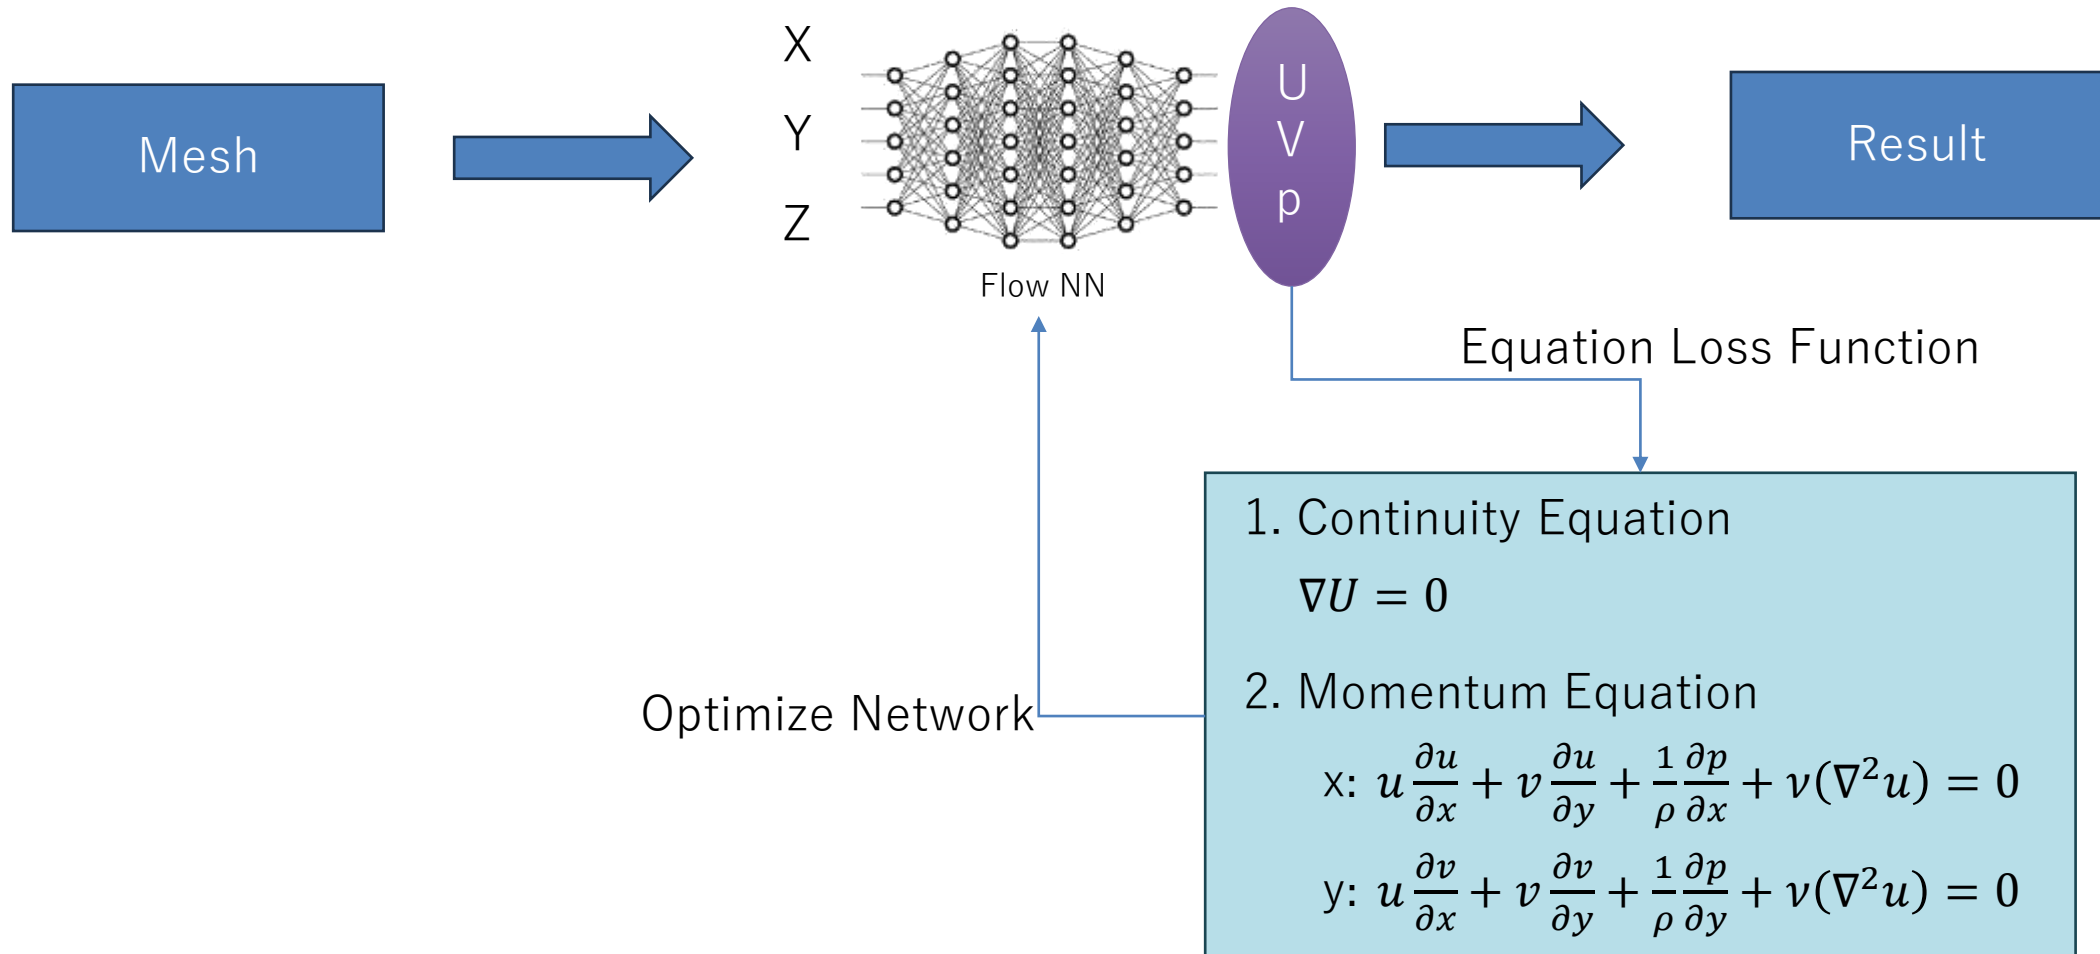 Mesh
X
Y
Z
Flow NN
U
V
p
Result
Equation Loss Function
1. Continuity Equation
∇U = 0
2. Momentum Equation
x: u ∂u/∂x + v ∂u/∂y + 1/ρ ∂p/∂x + ν(∇²u) = 0
y: u ∂v/∂x + v ∂v/∂y + 1/ρ ∂p/∂y + ν(∇²u) = 0
Optimize Network